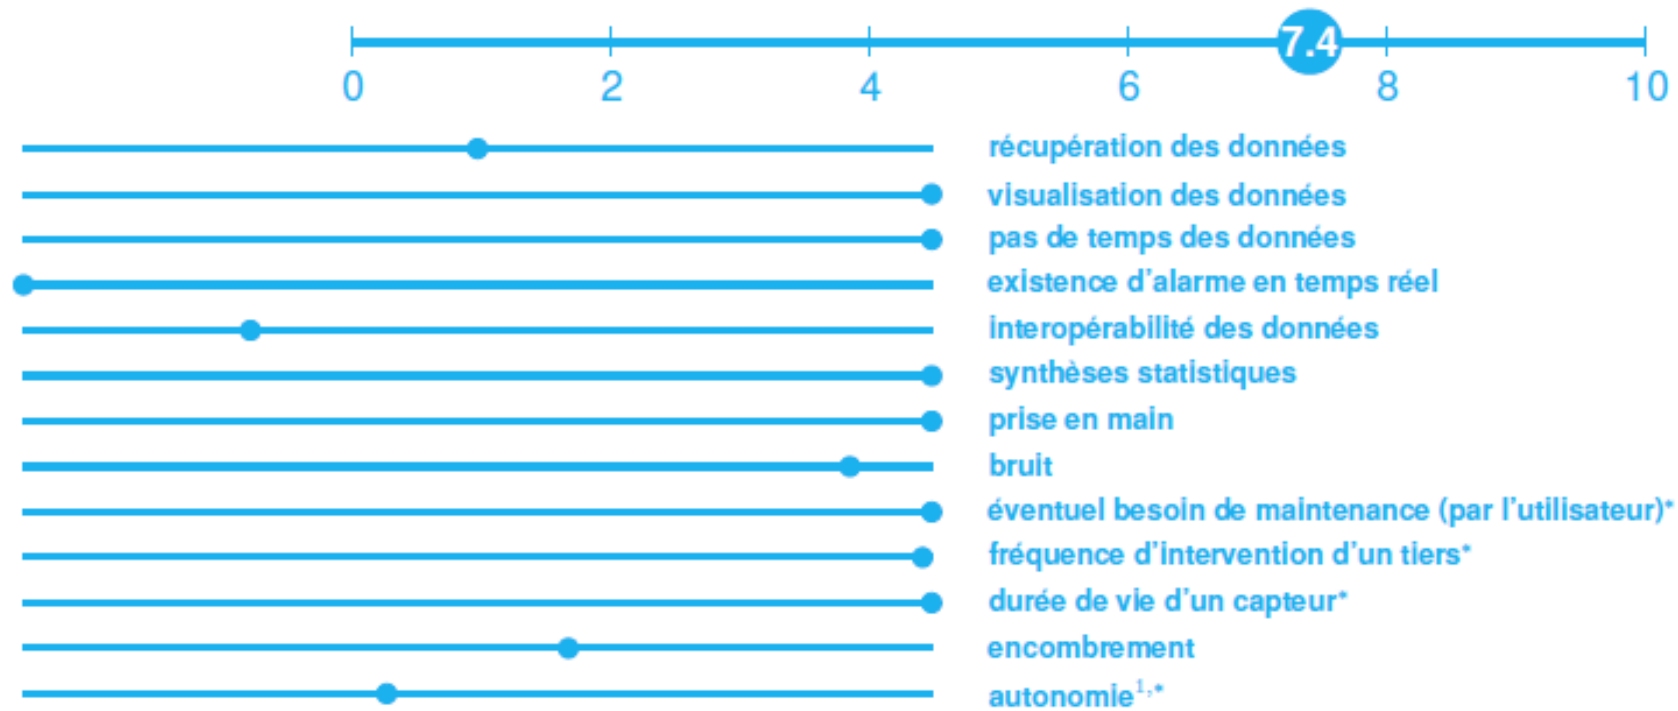 7.4
0 2 4 6 8 10
récupération des données
visualisation des données
pas de temps des données
existence d'alarme en temps réel
interopérabilité des données
synthèses statistiques
prise en main
bruit
éventuel besoin de maintenance (par l'utilisateur)*
fréquence d'intervention d'un tiers*
durée de vie d'un capteur*
encombrement
autonomie¹,*